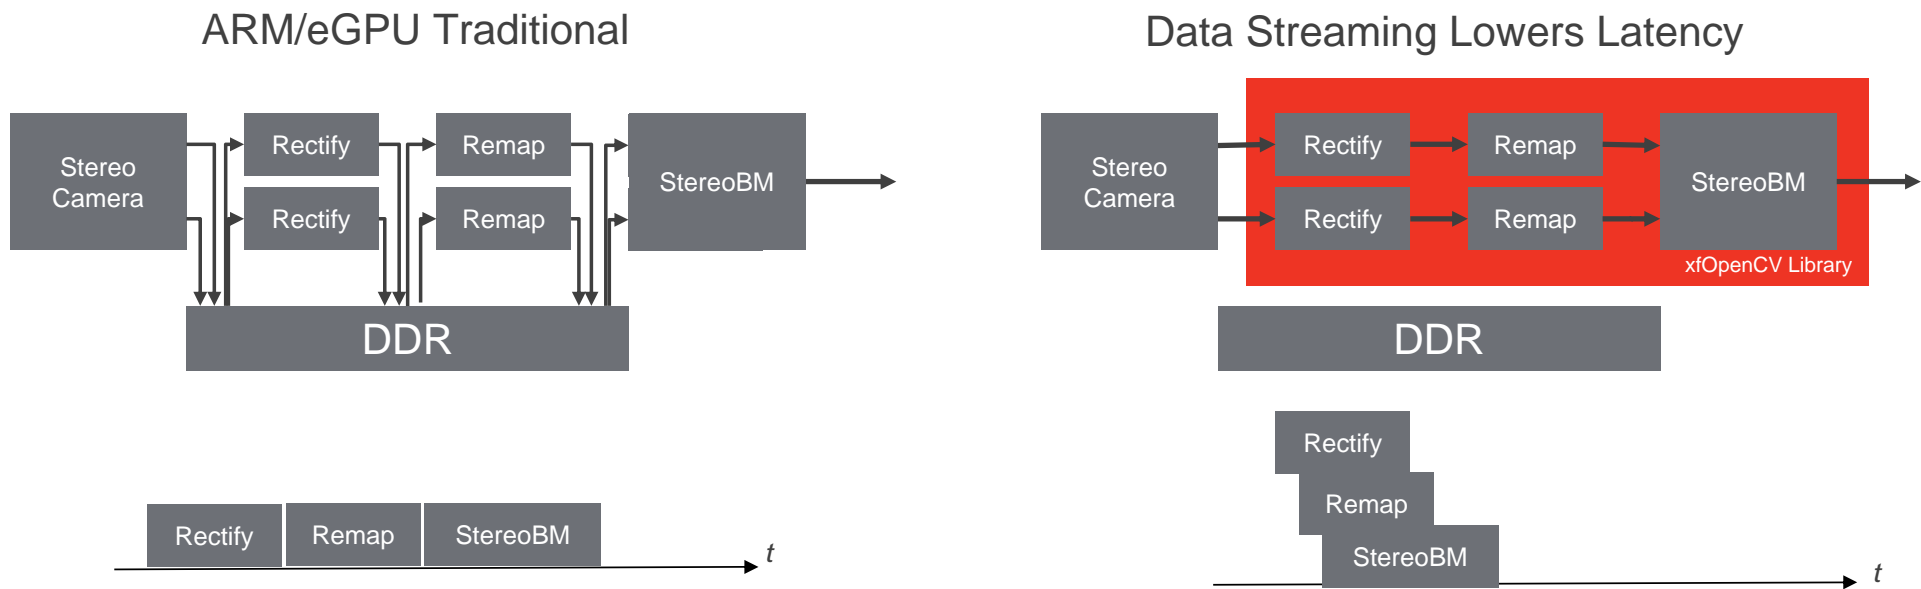 ARM/eGPU Traditional
Stereo
Camera
Rectify
Remap
Rectify
Remap
StereoBM
DDR
Rectify
Remap
StereoBM
t
Data Streaming Lowers Latency
Stereo
Camera
Rectify
Remap
Rectify
Remap
StereoBM
xfOpenCV Library
DDR
Rectify
Remap
StereoBM
t